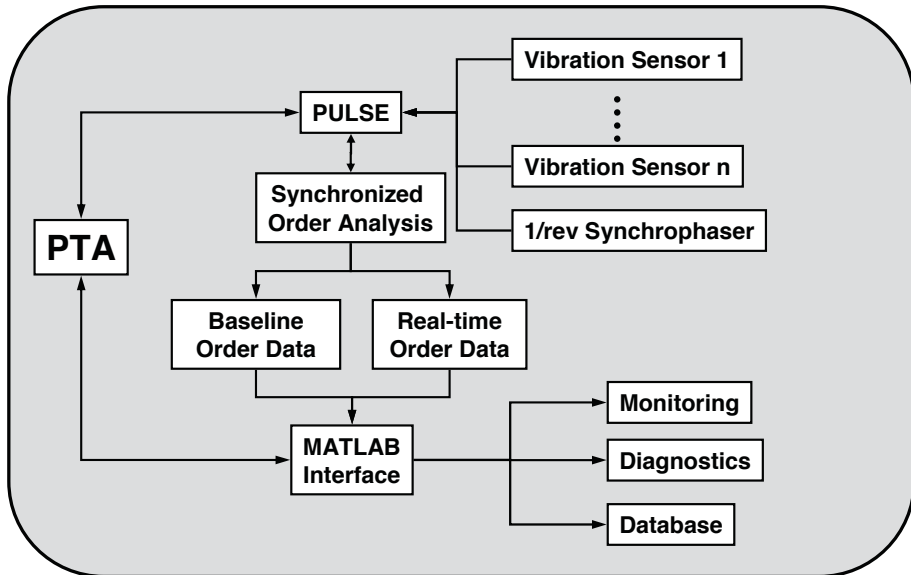 Vibration Sensor 1
PULSE
Vibration Sensor n
Synchronized
Order Analysis
1/rev Synchrophaser
PTA
Baseline
Order Data
Real-time
Order Data
Monitoring
MATLAB
Interface
Diagnostics
Database